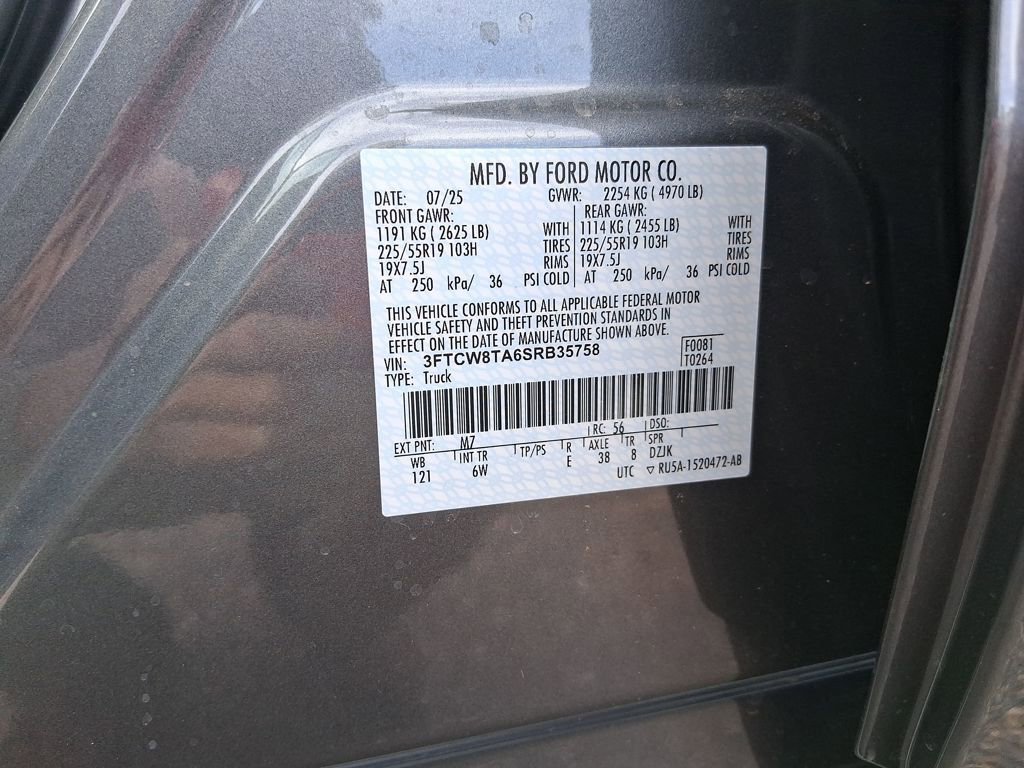 MFD. BY FORD MOTOR CO.
DATE: 07/25 GVWR: 2254 KG ( 4970 LB)
FRONT GAWR: REAR GAWR:
1191 KG ( 2625 LB) WITH 1114 KG ( 2455 LB) WITH
225/55R19 103H TIRES 225/55R19 103H TIRES
19X7.5J RIMS 19X7.5J RIMS
AT 250 kPa/ 36 PSI COLD AT 250 kPa/ 36 PSI COLD
THIS VEHICLE CONFORMS TO ALL APPLICABLE FEDERAL MOTOR
VEHICLE SAFETY AND THEFT PREVENTION STANDARDS IN
EFFECT ON THE DATE OF MANUFACTURE SHOWN ABOVE.
VIN: 3FTCW8TA6SRB35758 F0081
TYPE: Truck T0264
EXT PNT: M7 RC: 56 DSO:
WB INT TR TP/PS R AXLE TR SPR
121 6W E 38 8 DZJK
UTC ▽ RU5A-1520472-AB